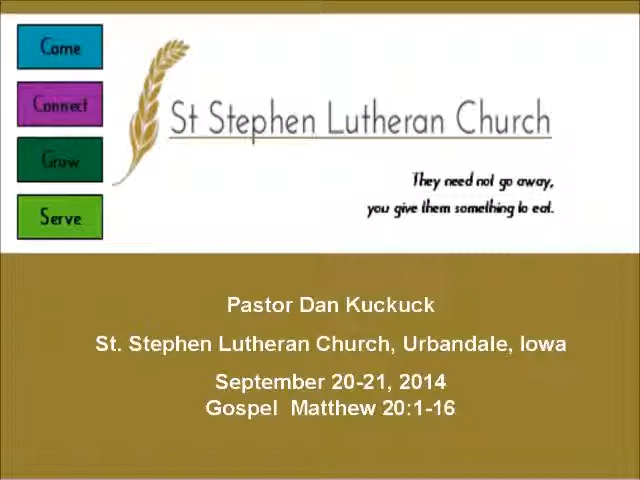 Come
Connect
Grow
Serve
St Stephen Lutheran Church
They need not go away,
you give them something to eat.
Pastor Dan Kuckuck
St. Stephen Lutheran Church, Urbandale, Iowa
September 20-21, 2014
Gospel  Matthew 20:1-16